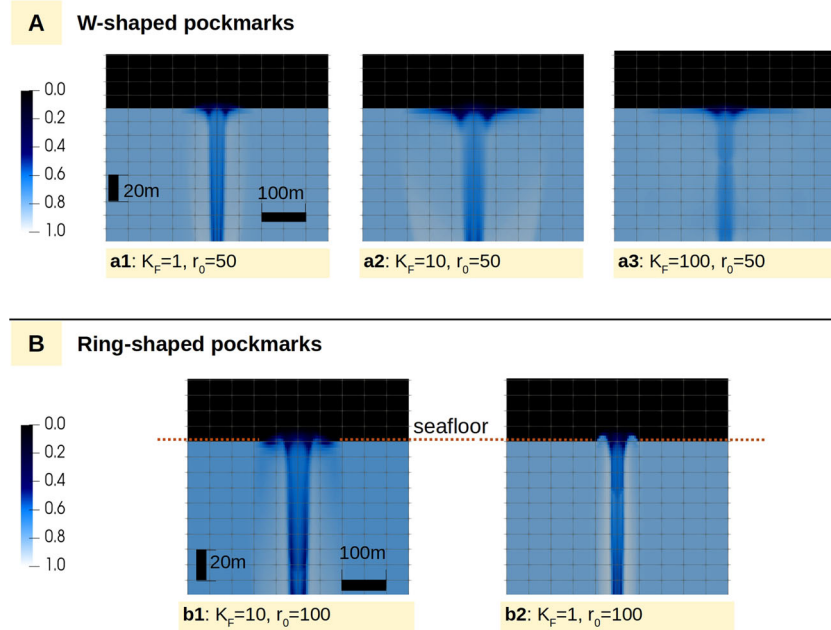 A W-shaped pockmarks
0.0
0.2
0.4
0.6
0.8
1.0
20m
100m
a1: K_F=1, r_0=50
a2: K_F=10, r_0=50
a3: K_F=100, r_0=50
B Ring-shaped pockmarks
0.0
0.2
0.4
0.6
0.8
1.0
seafloor
20m
100m
b1: K_F=10, r_0=100
b2: K_F=1, r_0=100